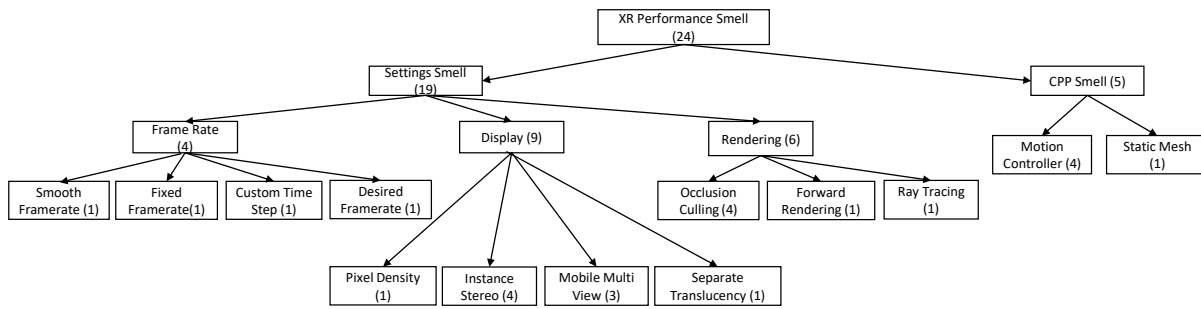 XR Performance Smell
(24)
Settings Smell
(19)
CPP Smell (5)
Frame Rate
(4)
Display (9)
Rendering (6)
Motion
Controller (4)
Static Mesh
(1)
Smooth
Framerate (1)
Fixed
Framerate(1)
Custom Time
Step (1)
Desired
Framerate (1)
Occlusion
Culling (4)
Forward
Rendering (1)
Ray Tracing
(1)
Pixel Density
(1)
Instance
Stereo (4)
Mobile Multi
View (3)
Separate
Translucency (1)